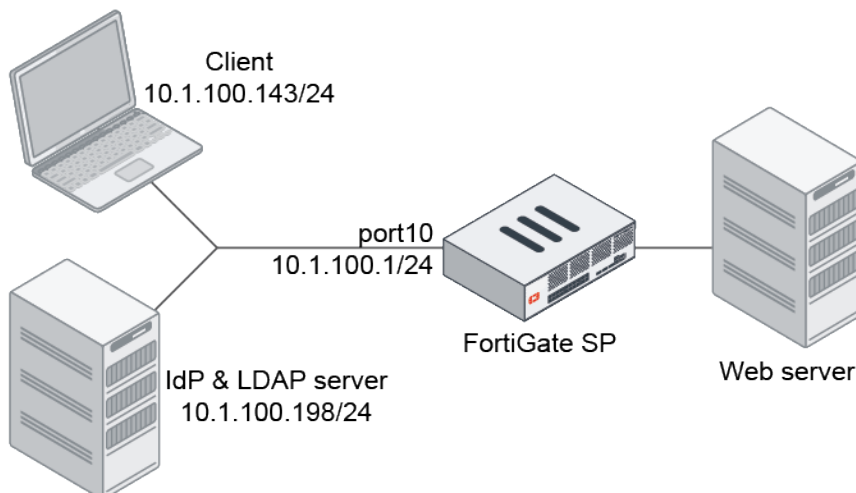 Client
10.1.100.143/24
port10
10.1.100.1/24
FortiGate SP
Web server
IdP & LDAP server
10.1.100.198/24